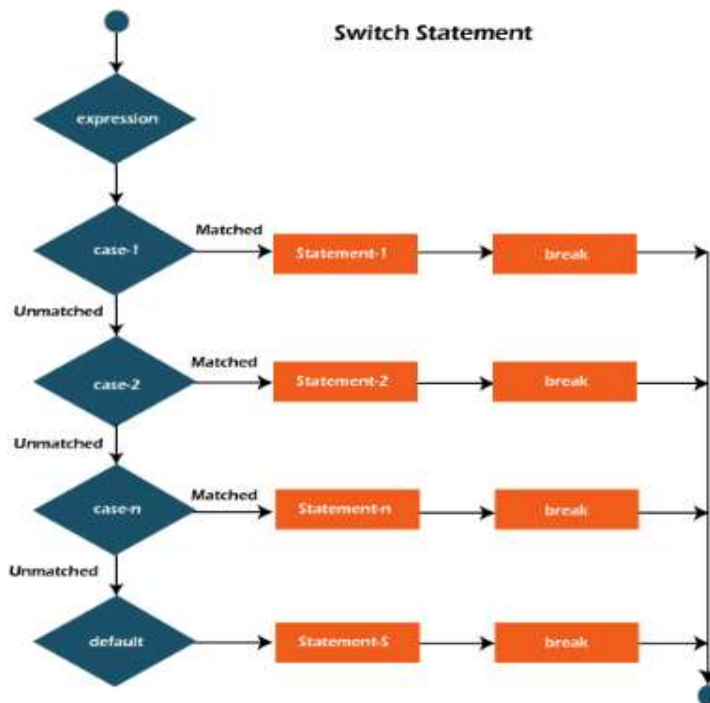 Switch Statement
expression
Matched
case-1
Statement-1
break
Unmatched
Matched
case-2
Statement-2
break
Unmatched
Matched
case-n
Statement-n
break
Unmatched
default
Statement-S
break